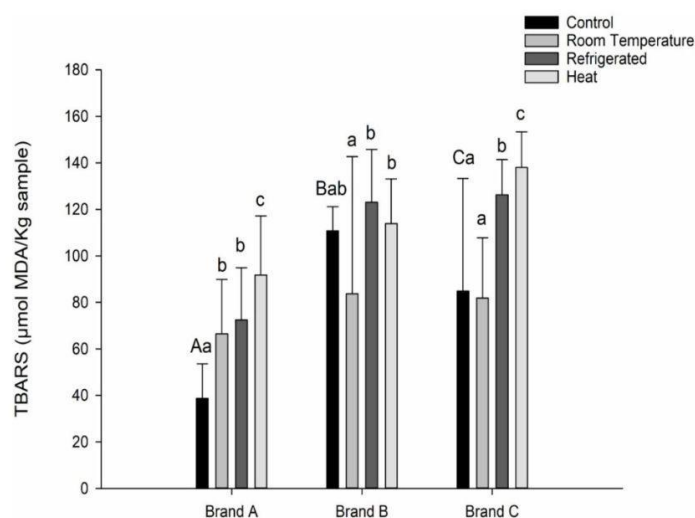 Control
Room Temperature
Refrigerated
Heat
TBARS (µmol MDA/Kg sample)
180
160
140
120
100
80
60
40
20
0
Aa
b
b
c
Bab
a
b
b
Ca
a
b
c
Brand A
Brand B
Brand C